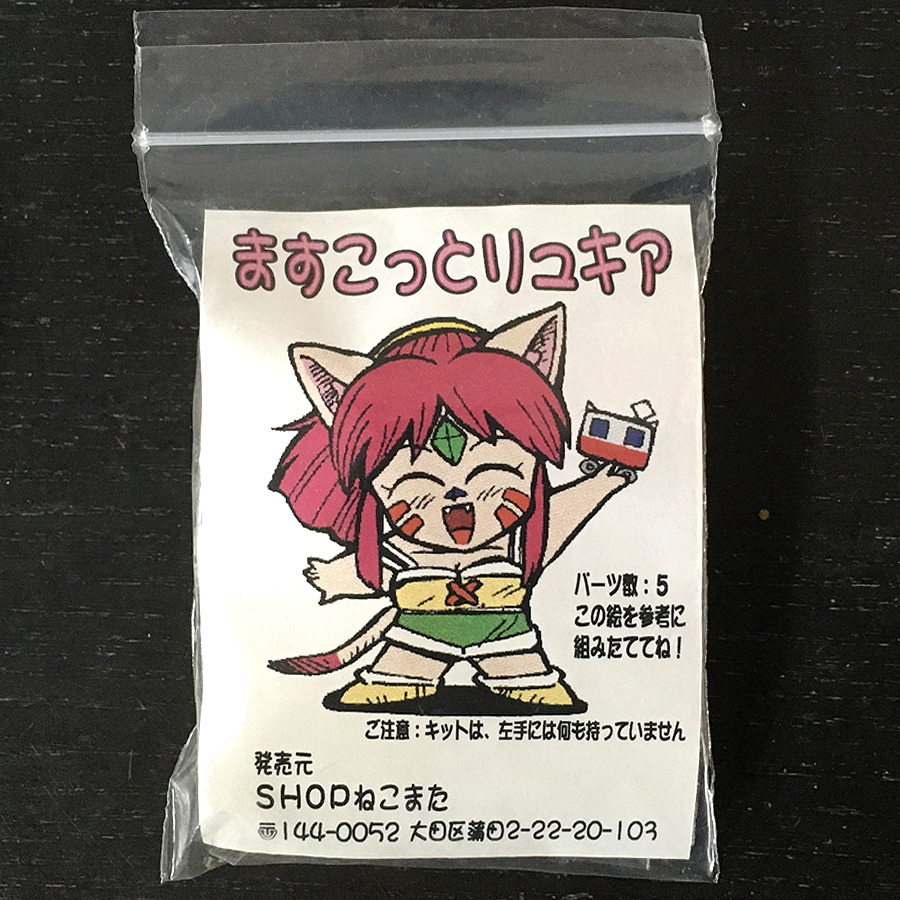 ますこっとリュキア
パーツ数：5
この絵を参考に
組みたててね！
ご注意：キットは、左手には何も持っていません
発売元
SHOPねこまた
〒144-0052 大田区蒲田2-22-20-103